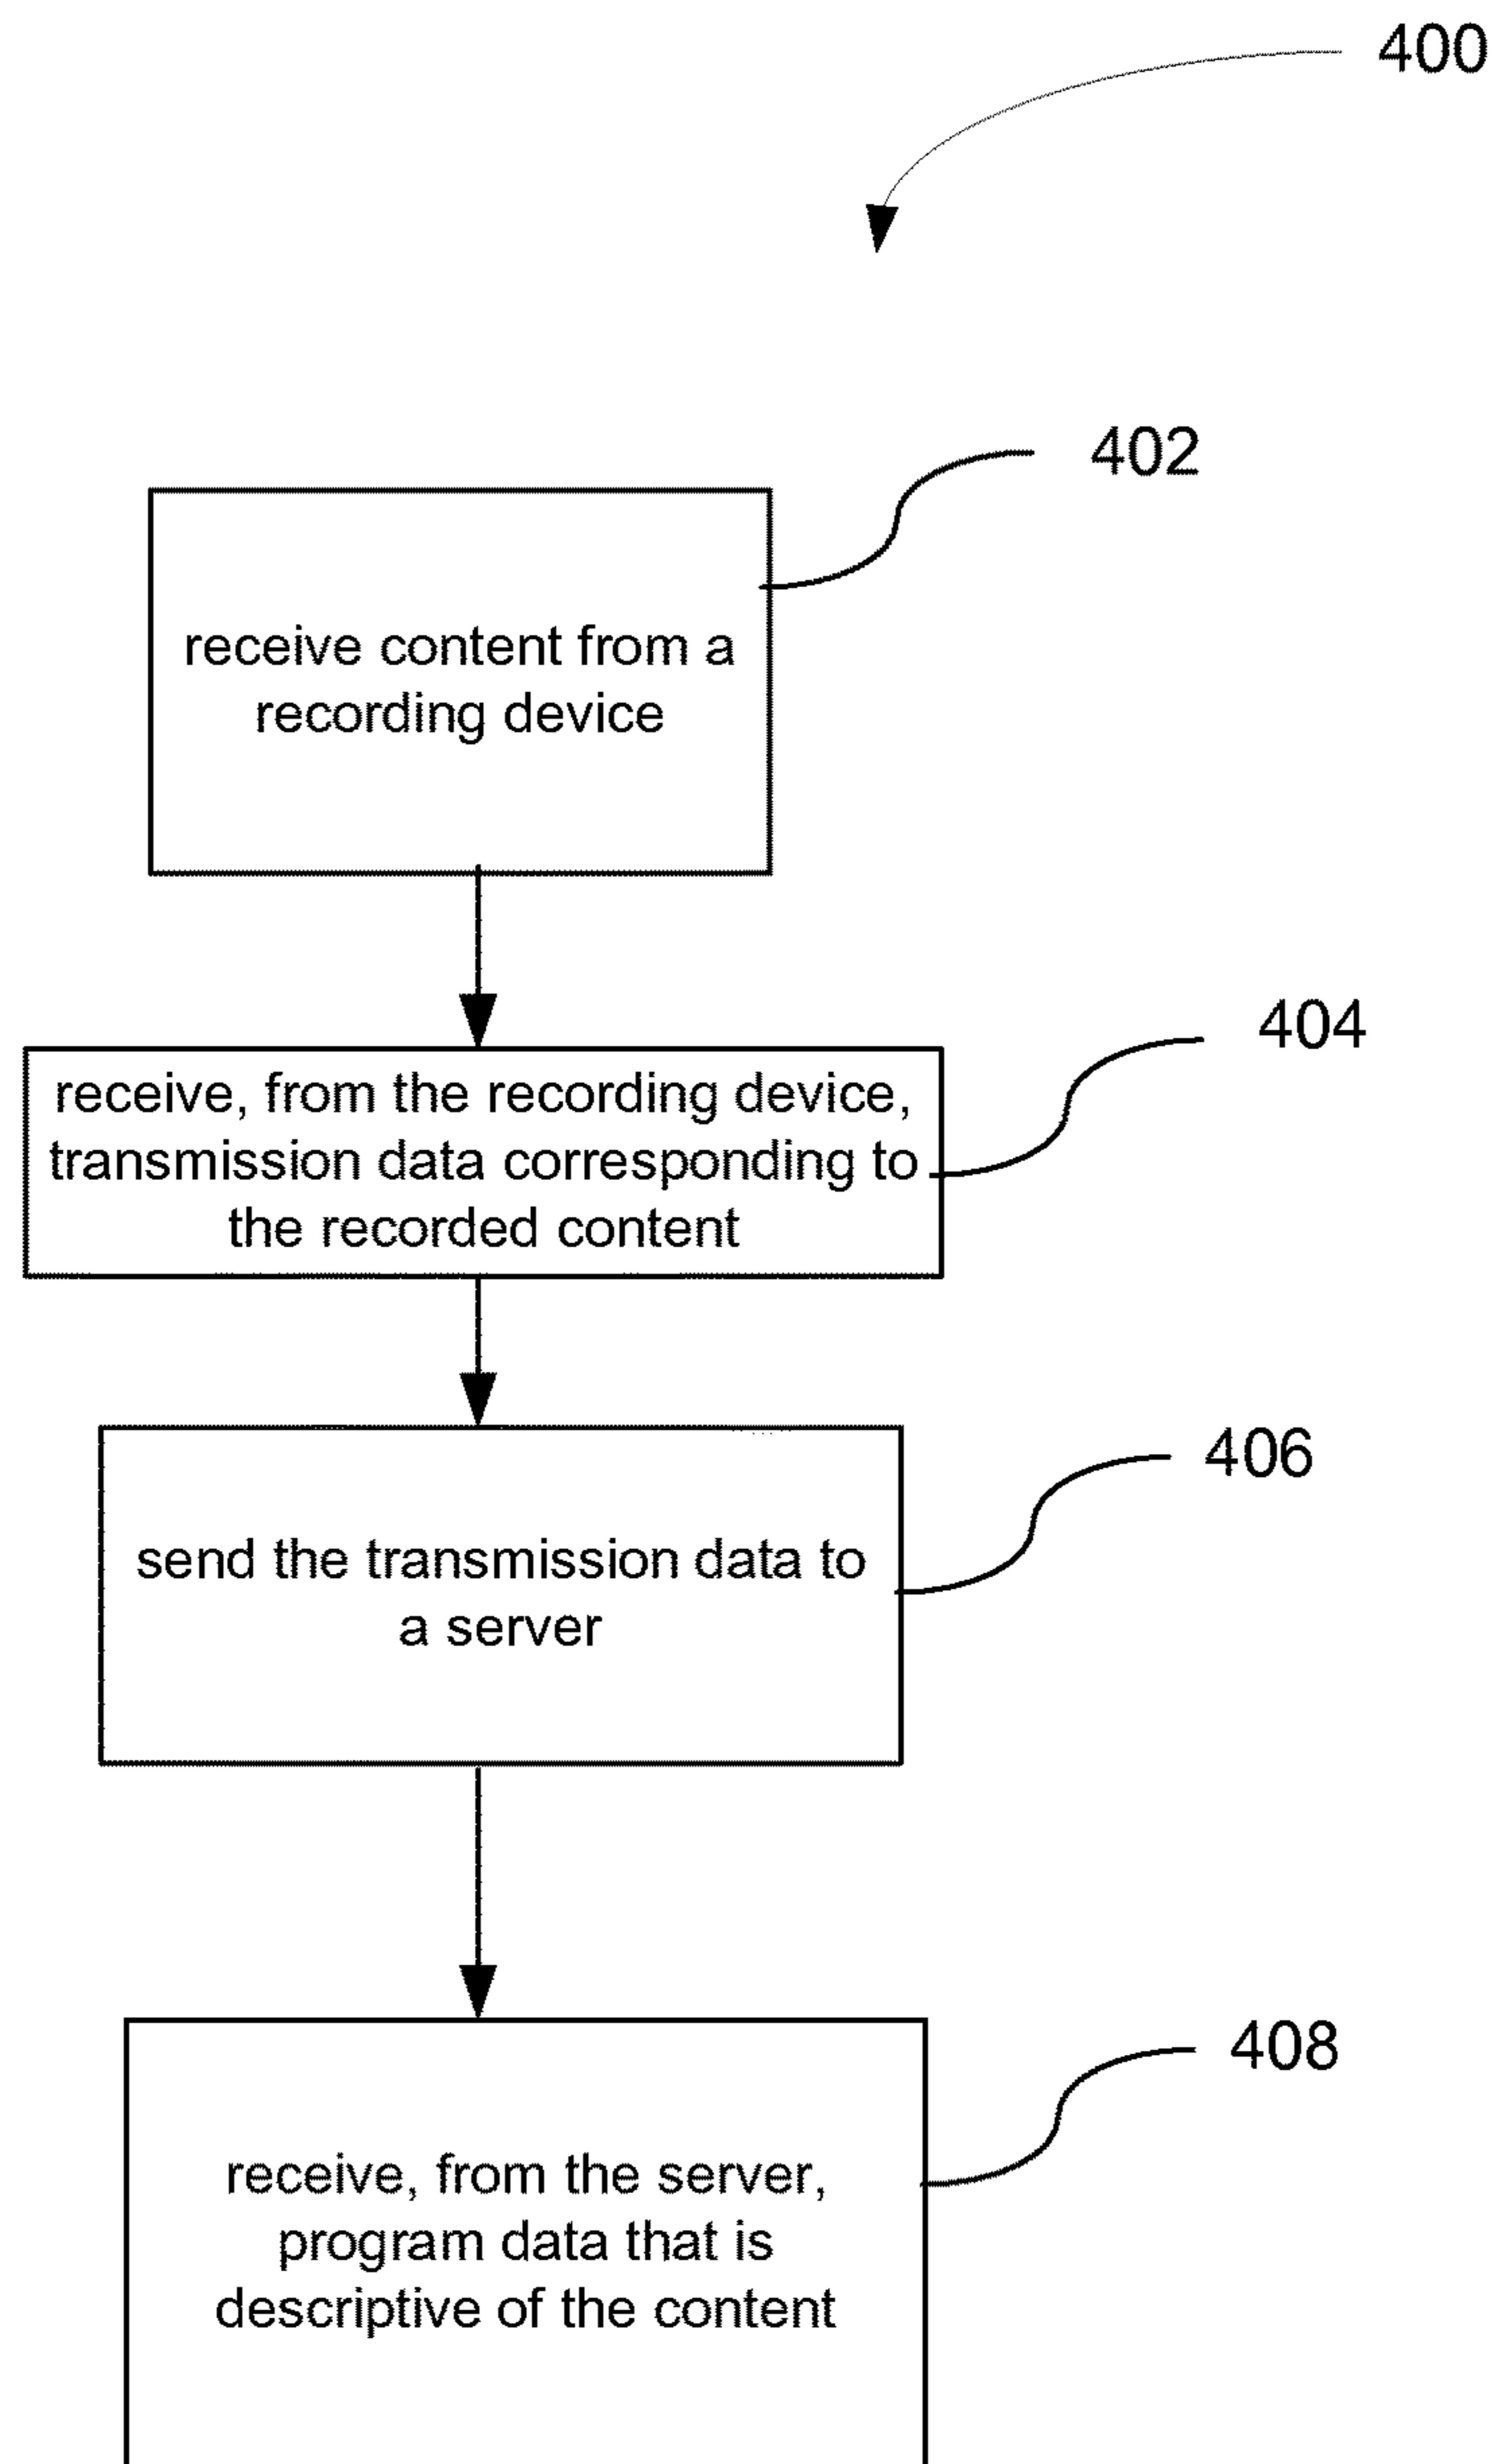 400
402
receive content from a
recording device
404
receive, from the recording device,
transmission data corresponding to
the recorded content
406
send the transmission data to
a server
408
receive, from the server,
program data that is
descriptive of the content